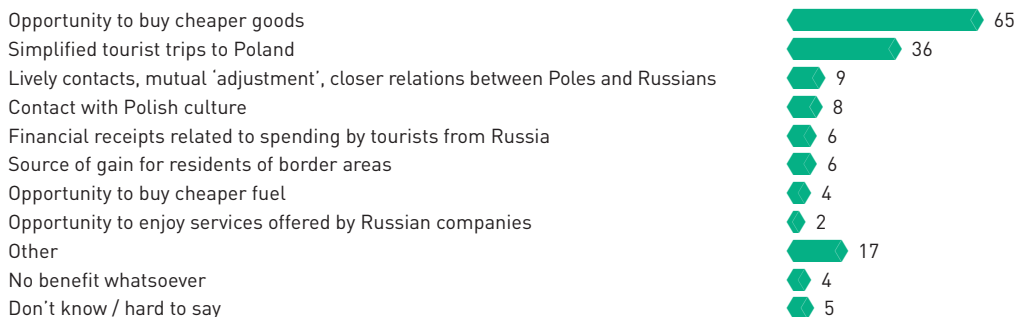 Opportunity to buy cheaper goods 65
Simplified tourist trips to Poland 36
Lively contacts, mutual ‘adjustment’, closer relations between Poles and Russians 9
Contact with Polish culture 8
Financial receipts related to spending by tourists from Russia 6
Source of gain for residents of border areas 6
Opportunity to buy cheaper fuel 4
Opportunity to enjoy services offered by Russian companies 2
Other 17
No benefit whatsoever 4
Don’t know / hard to say 5